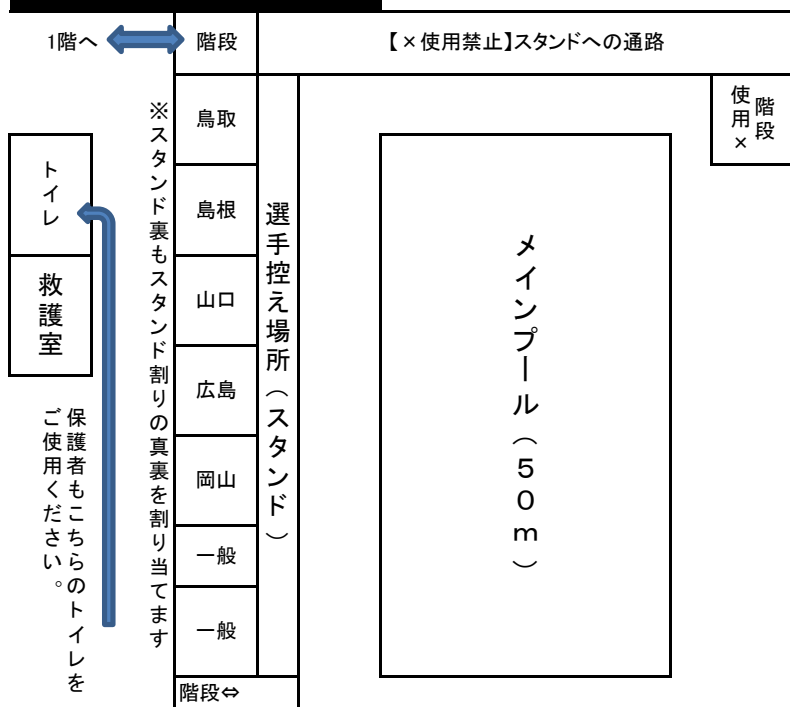 1階へ
階段
【×使用禁止】スタンドへの通路
階段
使用×
鳥取
島根
山口
広島
岡山
一般
一般
階段⇔
選手控え場所(スタンド)
メインプール(50m)
※スタンド裏もスタンド割りの真裏を割り当てます
トイレ
救護室
保護者もこちらのトイレを
ご使用ください。